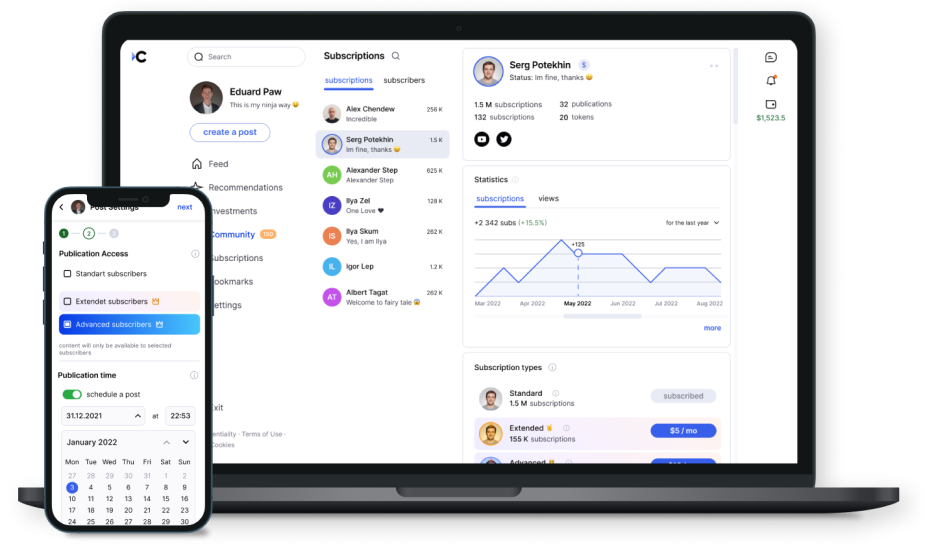 C
Search
Eduard Paw
This is my ninja way 😀
create a post
Feed
Recommendations
Community 150
Subscriptions
subscriptions subscribers
Alex Chendew 256 K
Incredible
Serg Potekhin 1.5 K
Im fine, thanks 😀
AH Alexander Step 625 K
Alexander Step
IZ Ilya Zel 128 K
One Love ❤
IS Ilya Skum 262 K
Yes, I am Ilya
IL Igor Lep 1.2 K
AT Albert Tagat 262 K
Welcome to fairy tale 😱
Serg Potekhin $
Status: Im fine, thanks 😀
1.5 M subscriptions 32 publications
132 subscriptions 20 tokens
$1,523.5
Statistics
subscriptions views
+2 342 subs (+15.5%) for the last year
+125
Mar 2022 Apr 2022 May 2022 Jun 2022 Jul 2022 Aug 2022
more
Subscription types
Standard
1.5 M subscriptions
subscribed
Extended
155 K subscriptions
$5 / mo
Advanced
Terms of Use ·
Cookies
Post Settings next
1 2 3
Publication Access
Standart subscribers
Extendet subscribers
Advanced subscribers
content will only be available to selected
subscribers
Publication time
schedule a post
31.12.2021 at 22:53
January 2022
Mon Tue Wed Thu Fri Sat Sun
27 28 29 30 31 1 2
3 4 5 6 7 8 9
10 11 12 13 14 15 16
17 18 19 20 21 22 23
24 25 26 27 28 29 30